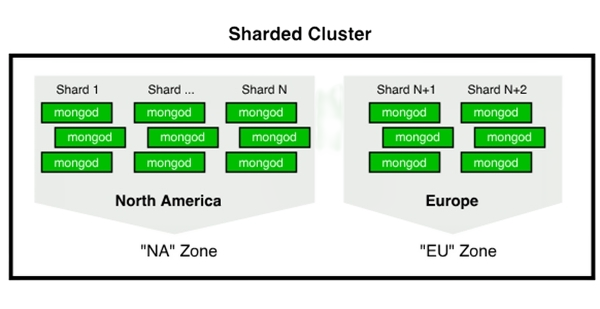 Sharded Cluster
Shard 1 Shard ... Shard N Shard N+1 Shard N+2
mongod mongod mongod mongod mongod
mongod mongod mongod mongod mongod
mongod mongod mongod mongod mongod
North America Europe
"NA" Zone "EU" Zone